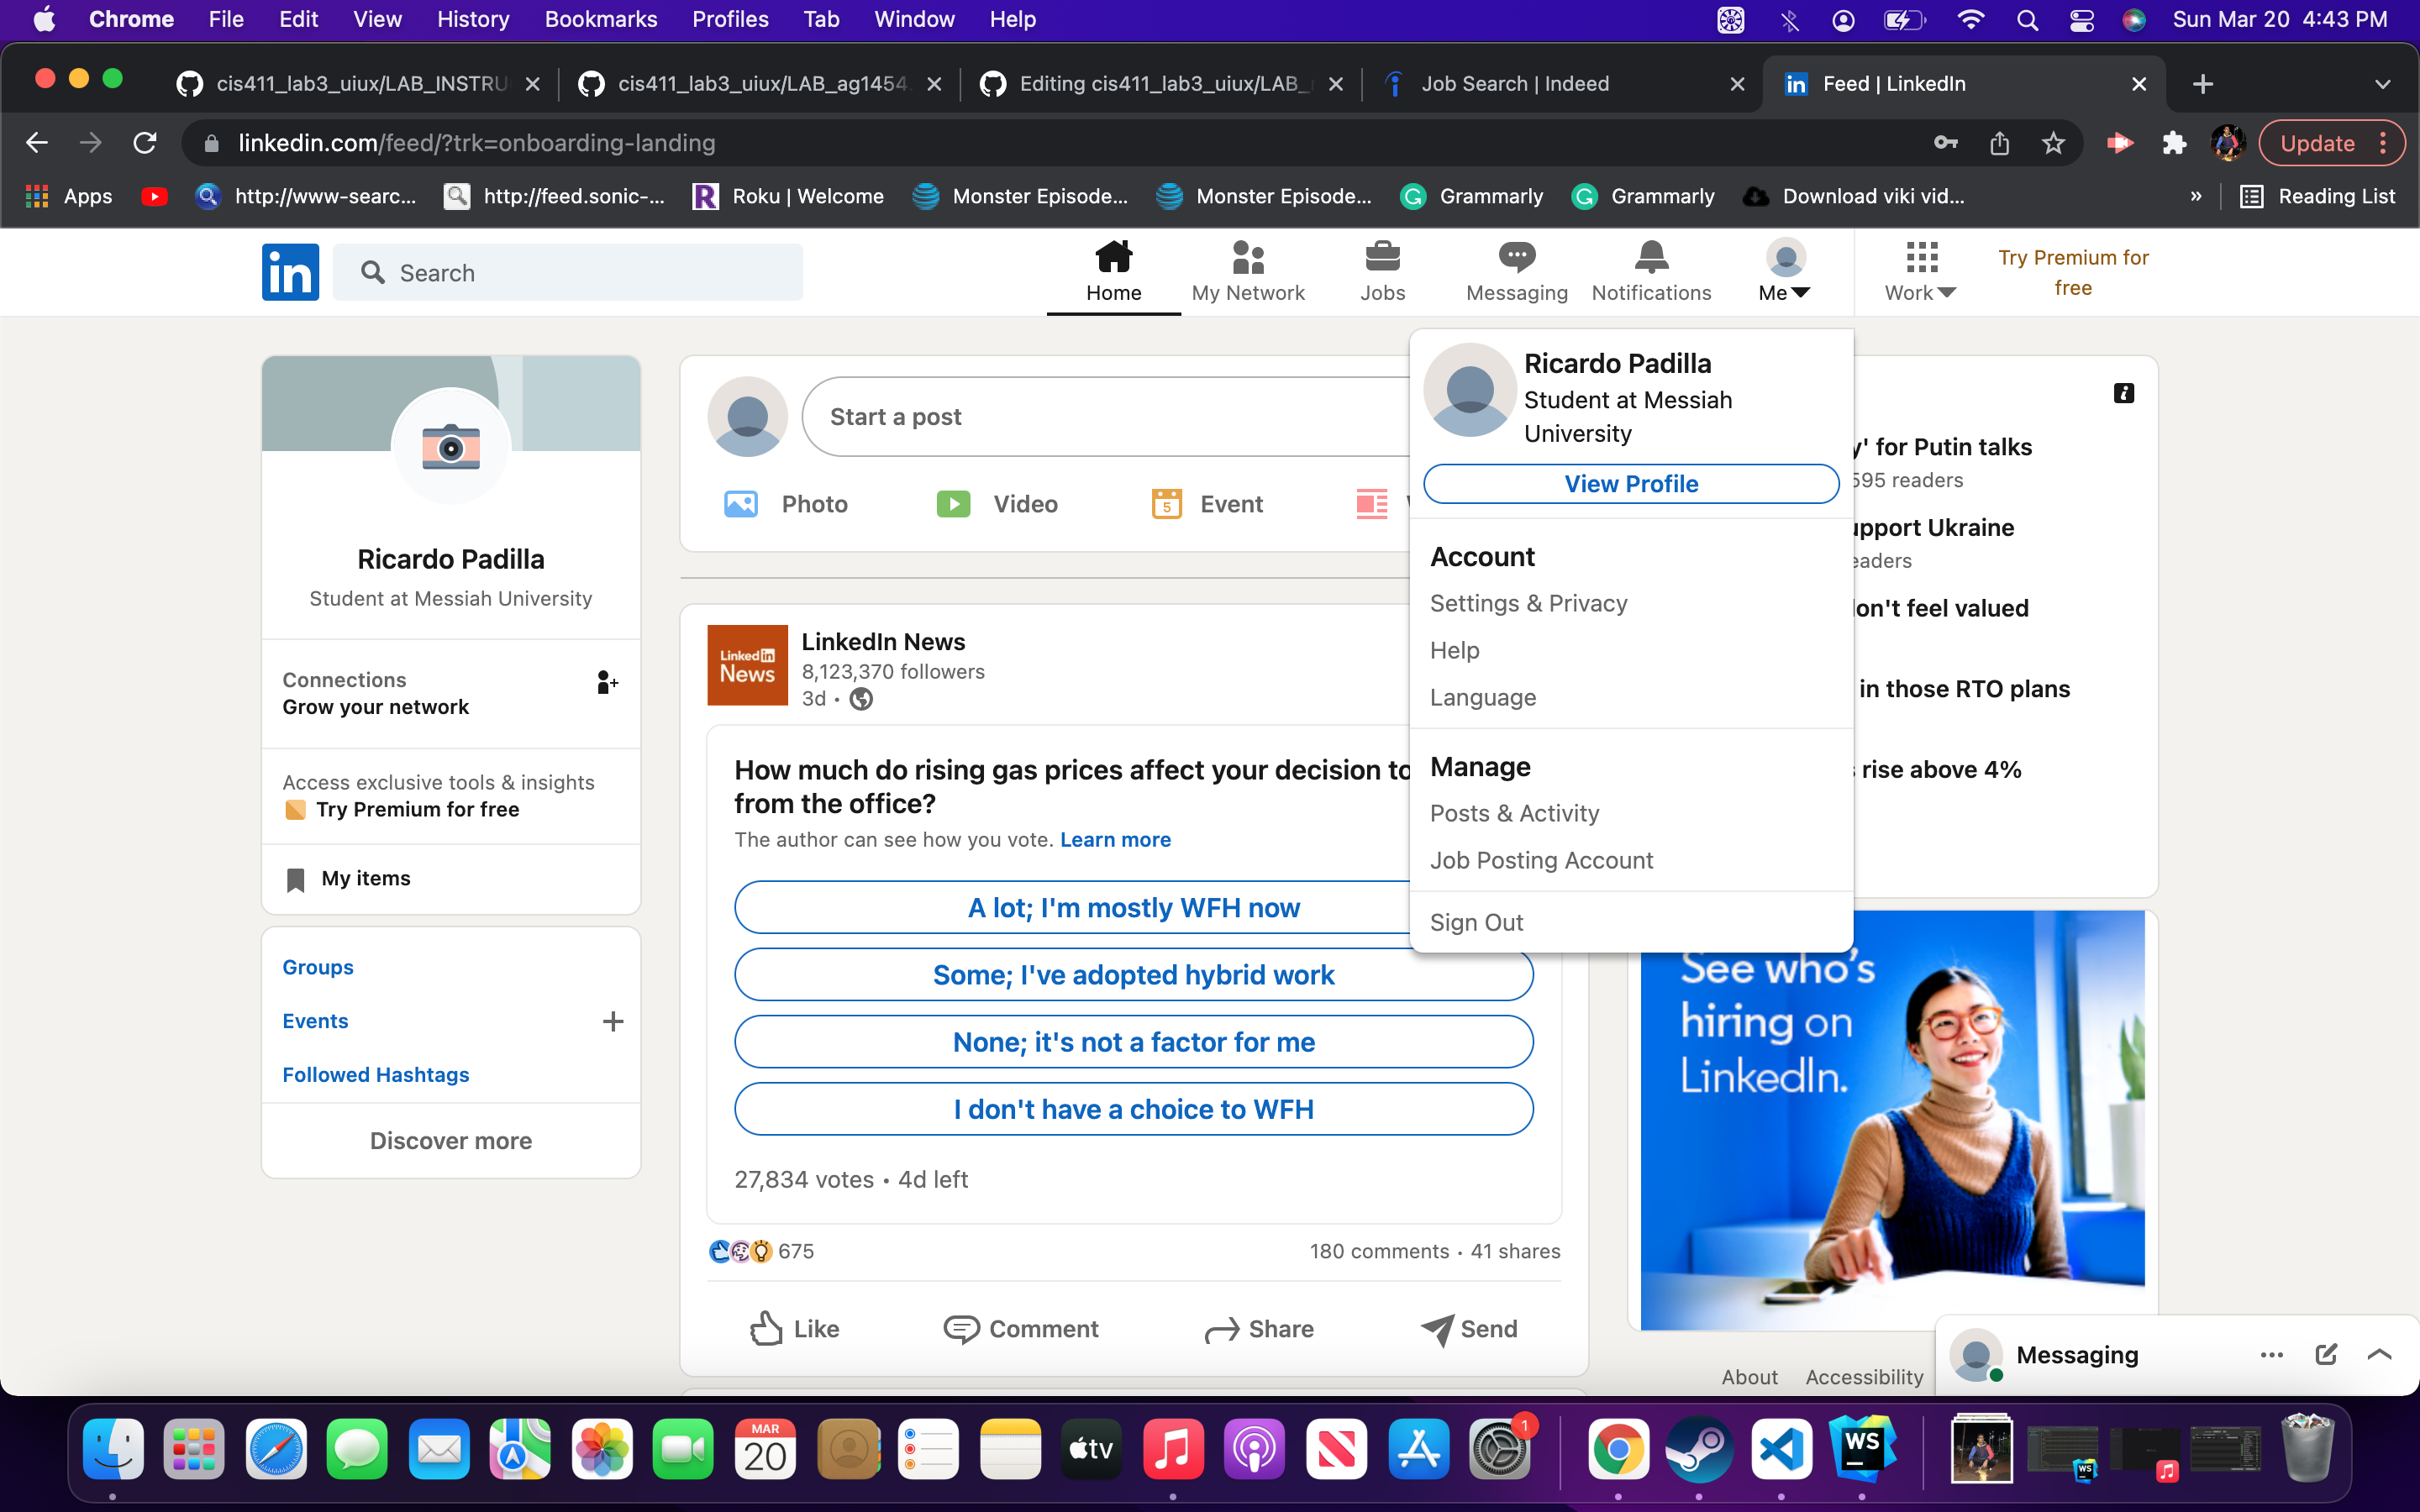 Chrome File Edit View History Bookmarks Profiles Tab Window Help Sun Mar 20 4:43 PM
cis411_lab3_uiux/LAB_INSTRU
cis411_lab3_uiux/LAB_ag1454
Editing cis411_lab3_uiux/LAB_
Job Search | Indeed
Feed | LinkedIn
linkedin.com/feed/?trk=onboarding-landing
Update
Apps
http://www-searc...
http://feed.sonic-...
Roku | Welcome
Monster Episode...
Monster Episode...
Grammarly
Grammarly
Download viki vid...
»
Reading List
in
Search
Home
My Network
Jobs
Messaging
Notifications
Me
Work
Try Premium for
free
Ricardo Padilla
Student at Messiah University
Connections
Grow your network
Access exclusive tools & insights
Try Premium for free
My items
Groups
Events
Followed Hashtags
Discover more
Start a post
Photo
Video
Event
LinkedIn
News
LinkedIn News
8,123,370 followers
3d •
How much do rising gas prices affect your decision to
from the office?
The author can see how you vote. Learn more
A lot; I'm mostly WFH now
Some; I've adopted hybrid work
None; it's not a factor for me
I don't have a choice to WFH
27,834 votes • 4d left
675
180 comments • 41 shares
Like
Comment
Share
Send
Ricardo Padilla
Student at Messiah
University
View Profile
Account
Settings & Privacy
Help
Language
Manage
Posts & Activity
Job Posting Account
Sign Out
y' for Putin talks
595 readers
upport Ukraine
eaders
on't feel valued
in those RTO plans
rise above 4%
See who's
hiring on
LinkedIn.
About Accessibility
Messaging
MAR
20
tv
1
WS